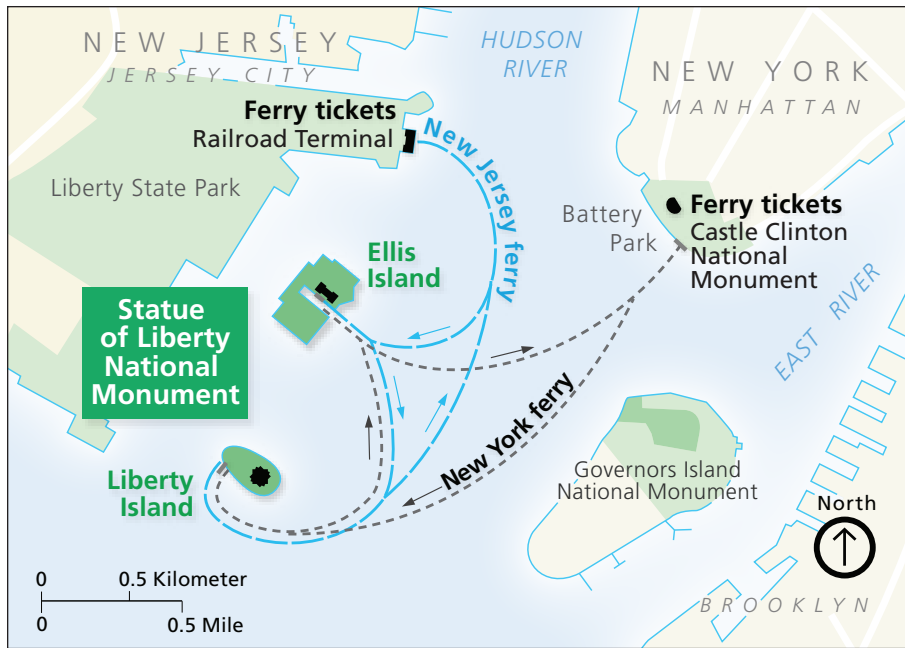 NEW JERSEY
JERSEY CITY
HUDSON
RIVER
NEW YORK
MANHATTAN
Ferry tickets
Railroad Terminal
New Jersey ferry
Liberty State Park
Battery
Park
Ferry tickets
Castle Clinton
National
Monument
Ellis
Island
Statue
of Liberty
National
Monument
EAST RIVER
New York ferry
Liberty
Island
Governors Island
National Monument
North
0 0.5 Kilometer
0 0.5 Mile
BROOKLYN